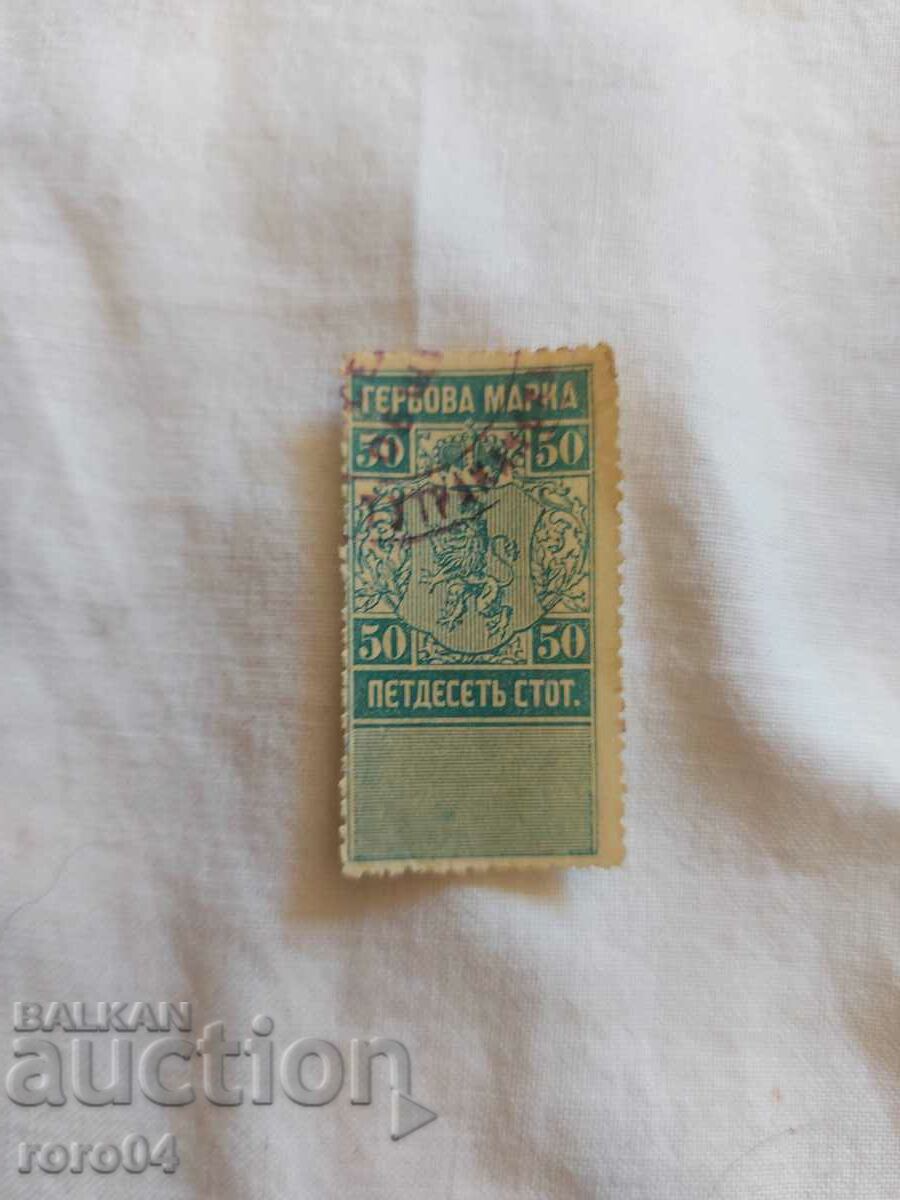 ГЕРБОВА МАРКА
50 50
50 50
ПЕТДЕСЕТЬ СТОТ.
BALKAN
auction
roro04